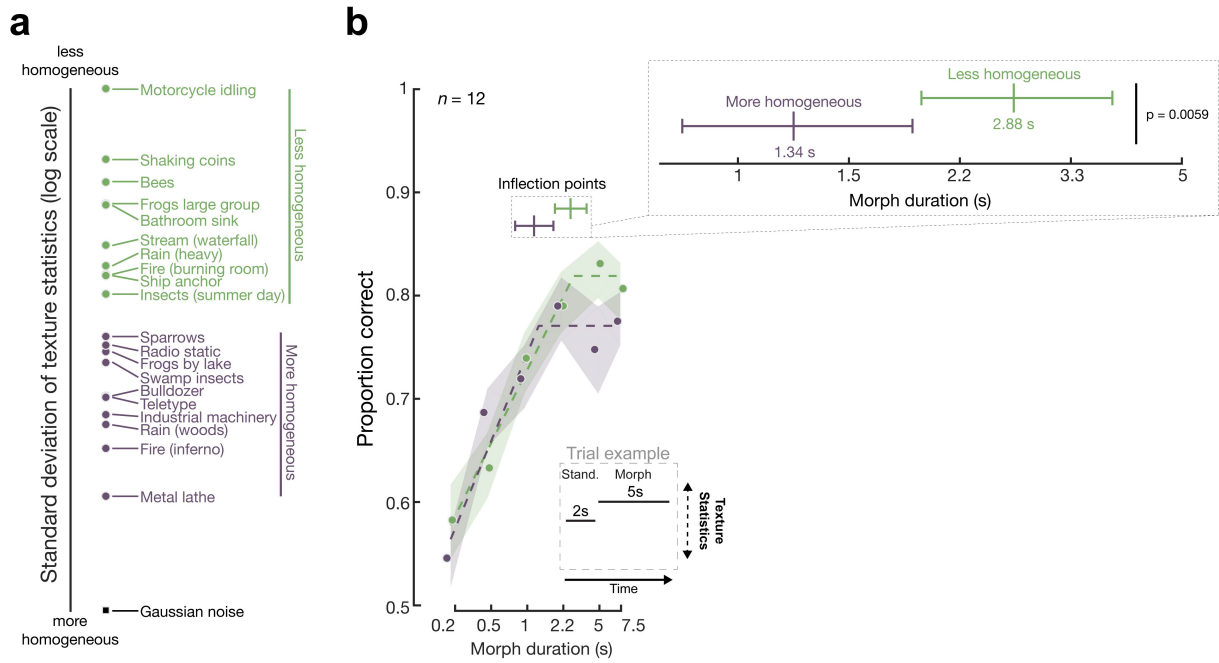 a
less
homogeneous
Standard deviation of texture statistics (log scale)
Motorcycle idling
Shaking coins
Bees
Frogs large group
Bathroom sink
Stream (waterfall)
Rain (heavy)
Fire (burning room)
Ship anchor
Insects (summer day)
Less homogeneous
Sparrows
Radio static
Frogs by lake
Swamp insects
Bulldozer
Teletype
Industrial machinery
Rain (woods)
Fire (inferno)
Metal lathe
More homogeneous
Gaussian noise
more
homogeneous
b
n = 12
Proportion correct
1
0.9
0.8
0.7
0.6
0.5
0.2 0.5 1 2.2 5 7.5
Morph duration (s)
Inflection points
More homogeneous
1.34 s
Less homogeneous
2.88 s
p = 0.0059
1 1.5 2.2 3.3 5
Morph duration (s)
Trial example
Stand. Morph
2s 5s
Time
Texture
Statistics